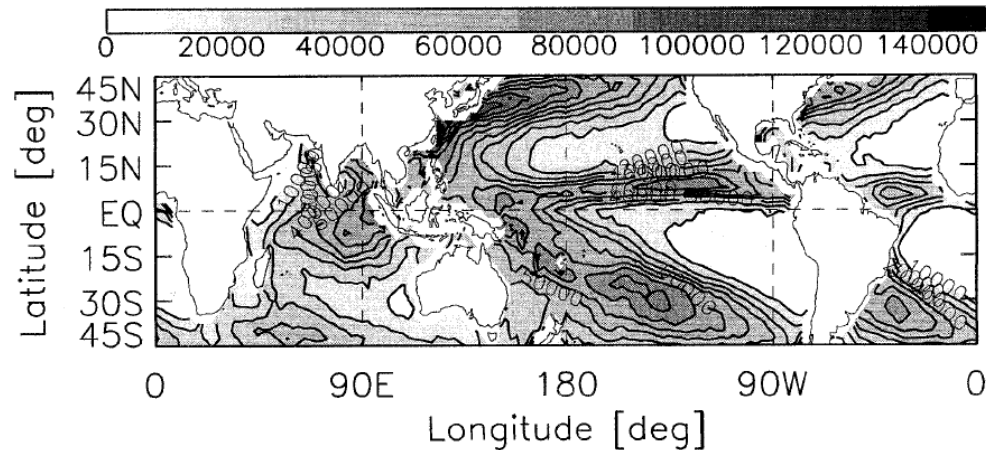 0 20000 40000 60000 80000 100000 120000 140000
45N
30N
15N
EQ
15S
30S
45S
Latitude [deg]
0 90E 180 90W 0
Longitude [deg]